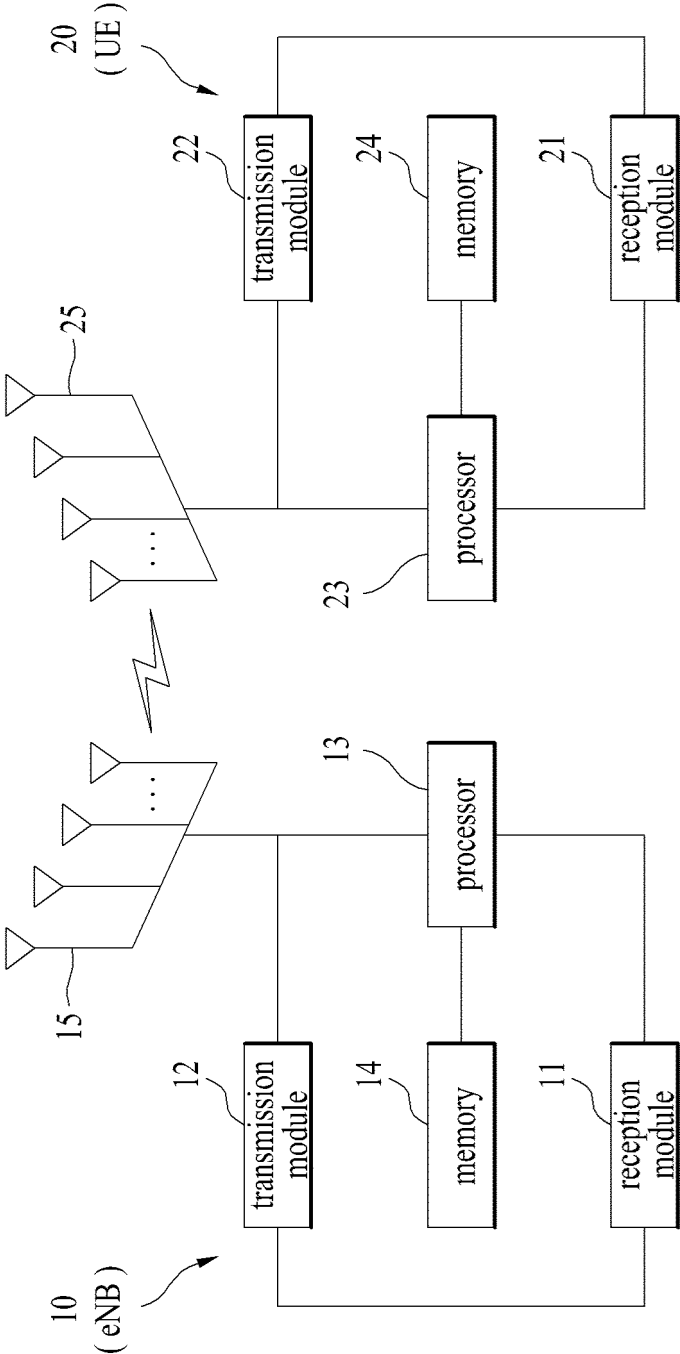 10
( eNB )
15
12
transmission
module
14
memory
11
reception
module
13
processor
. . .
. . .
25
23
processor
22
transmission
module
24
memory
21
reception
module
20
( UE )